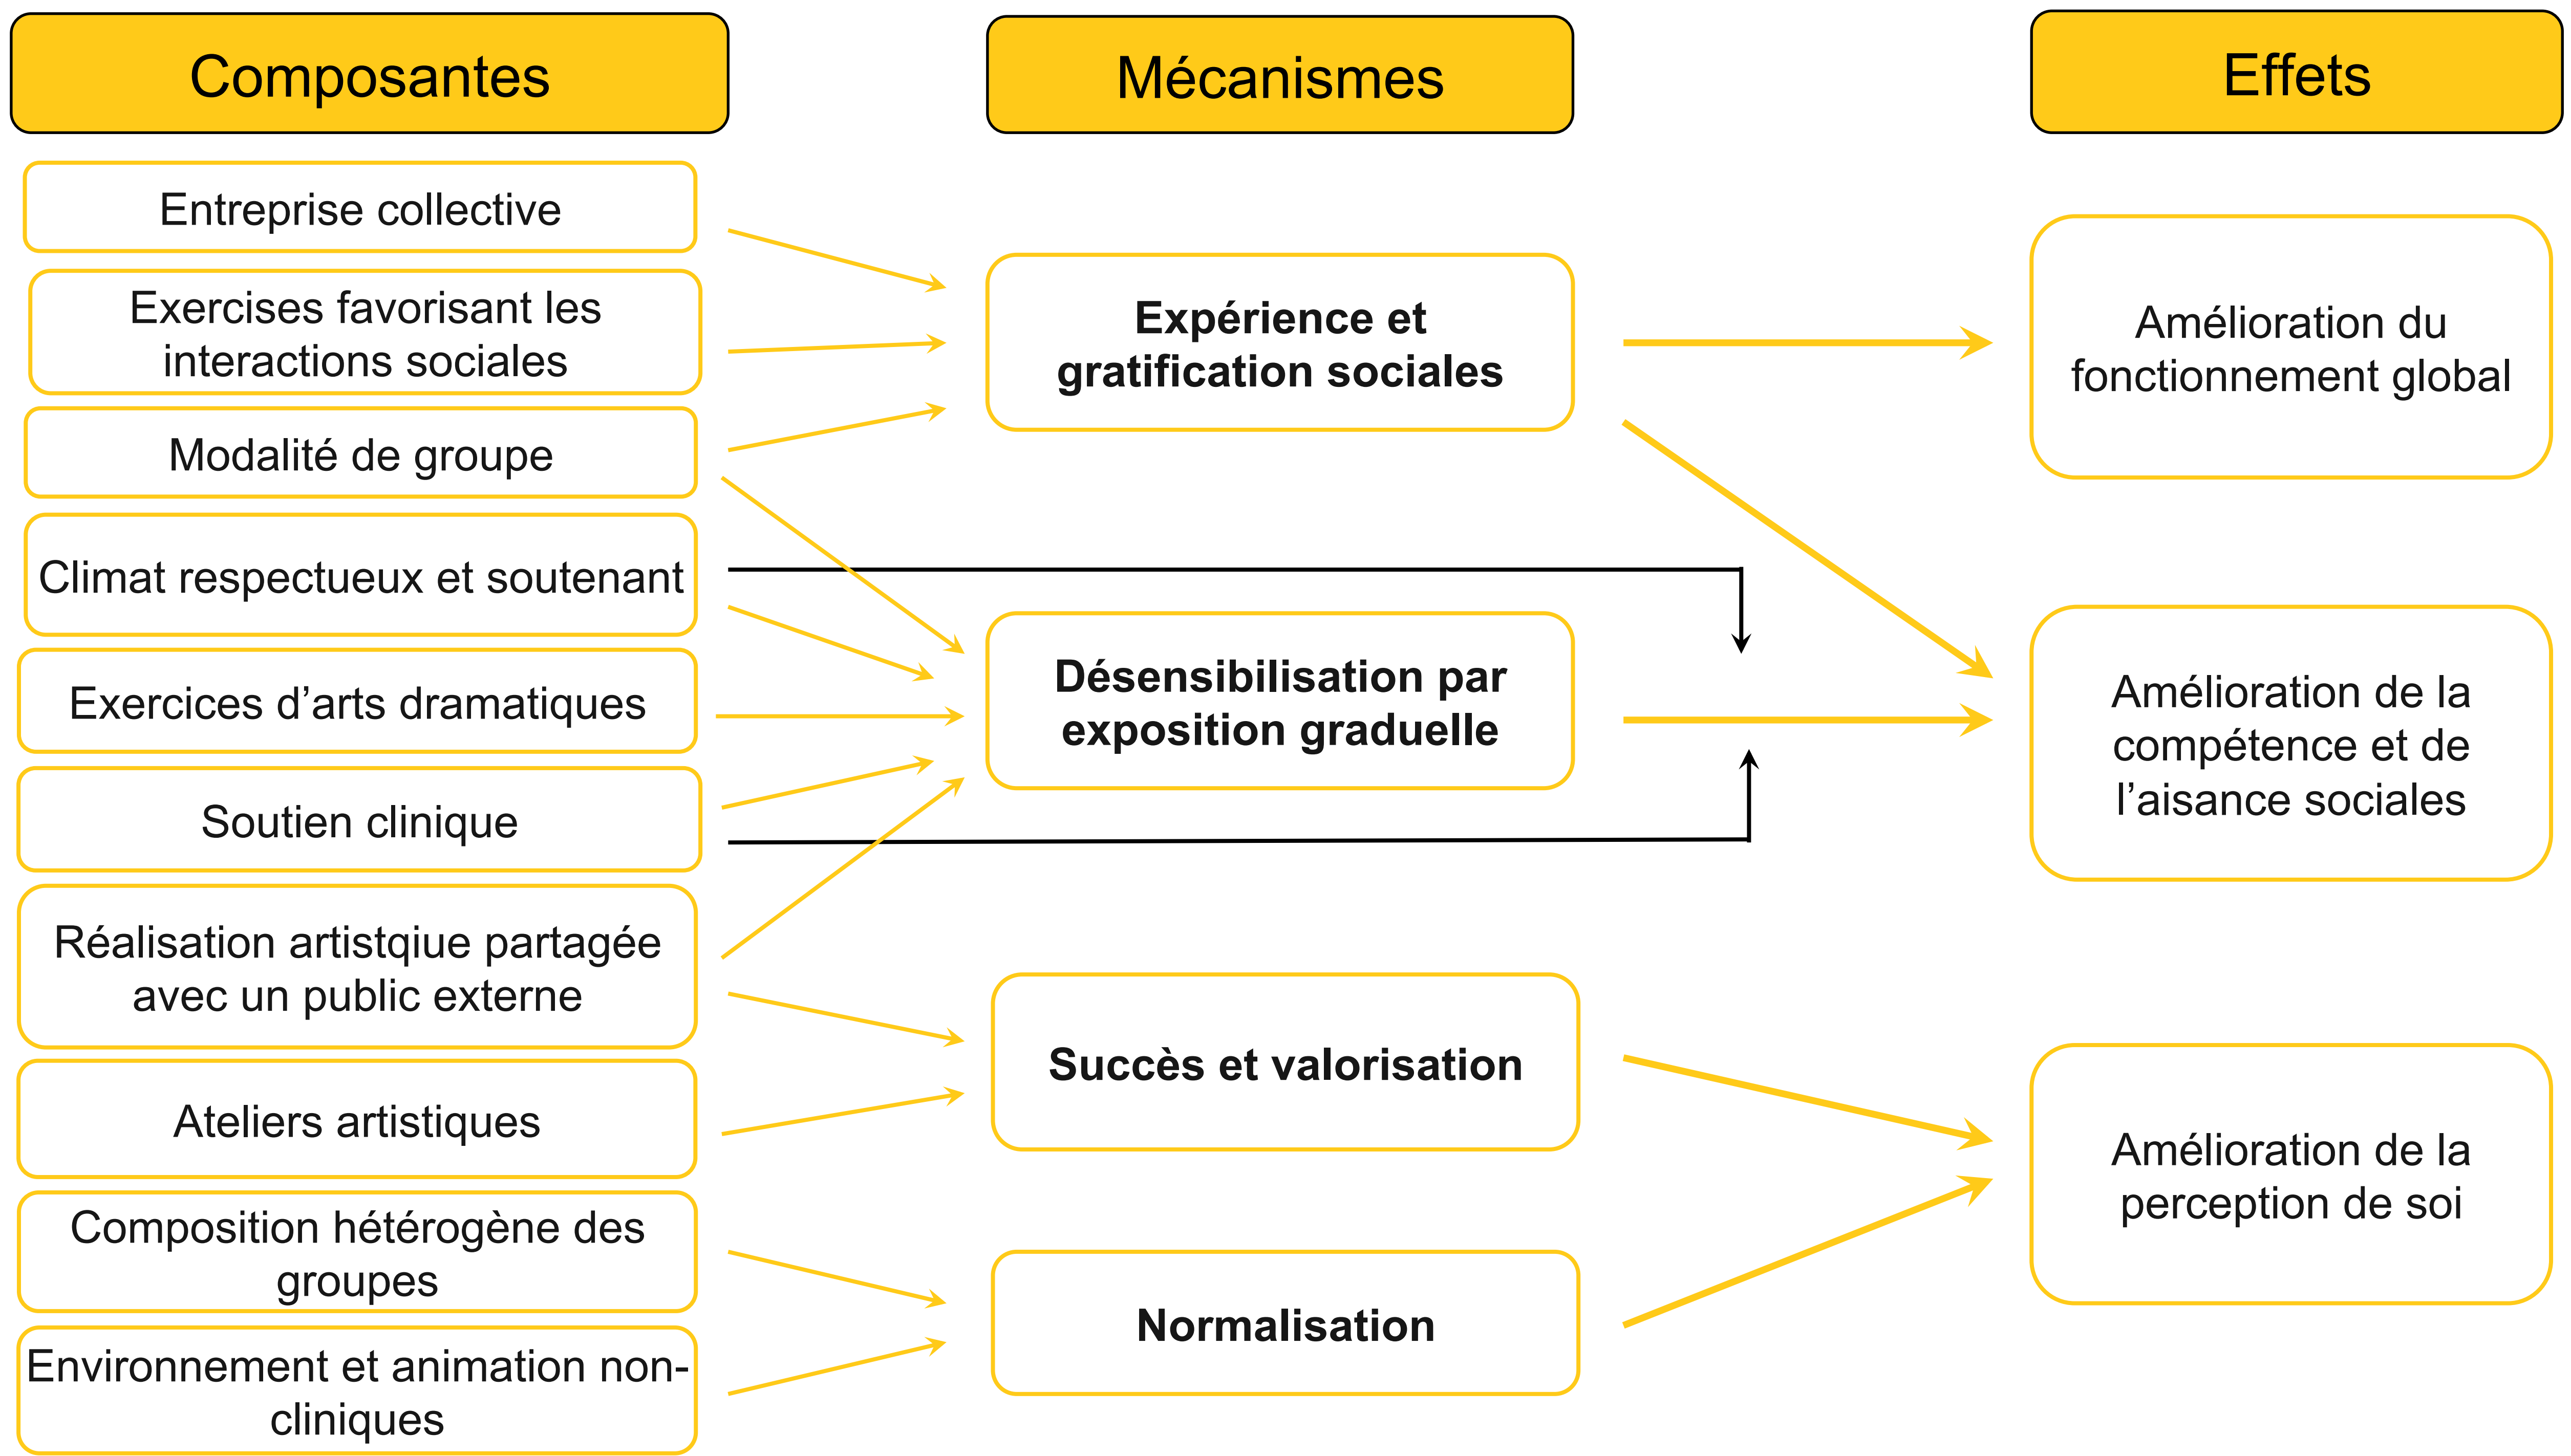 Composantes
Mécanismes
Effets
Entreprise collective
Exercises favorisant les
interactions sociales
Modalité de groupe
Climat respectueux et soutenant
Exercices d’arts dramatiques
Soutien clinique
Réalisation artistqiue partagée
avec un public externe
Ateliers artistiques
Composition hétérogène des
groupes
Environnement et animation non-
cliniques
Expérience et
gratification sociales
Désensibilisation par
exposition graduelle
Succès et valorisation
Normalisation
Amélioration du
fonctionnement global
Amélioration de la
compétence et de
l’aisance sociales
Amélioration de la
perception de soi